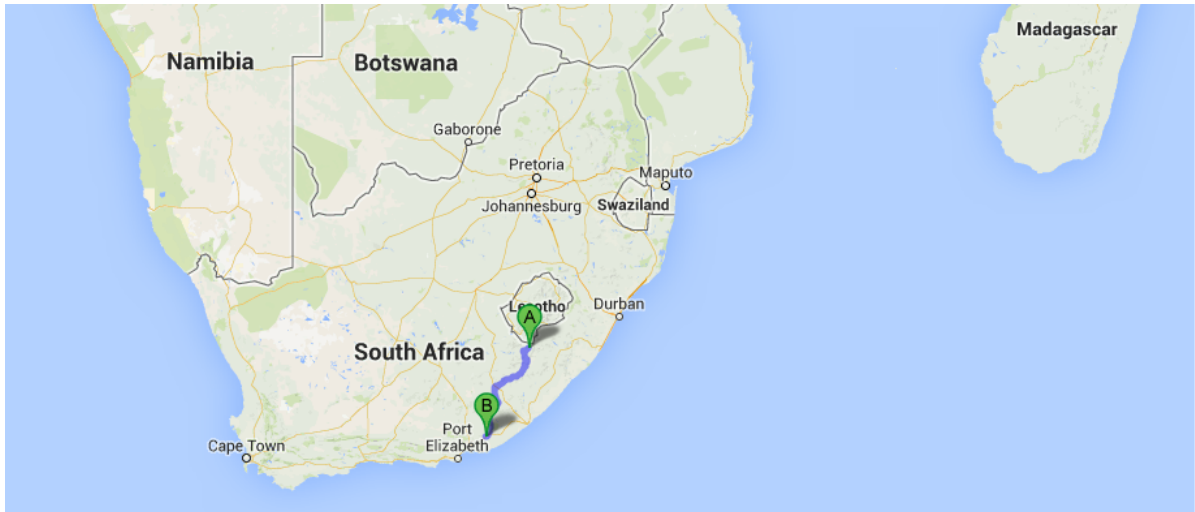 Madagascar
Namibia
Botswana
Gaborone
Pretoria
Maputo
Johannesburg
Swaziland
Lesotho
Durban
A
South Africa
B
Port
Elizabeth
Cape Town